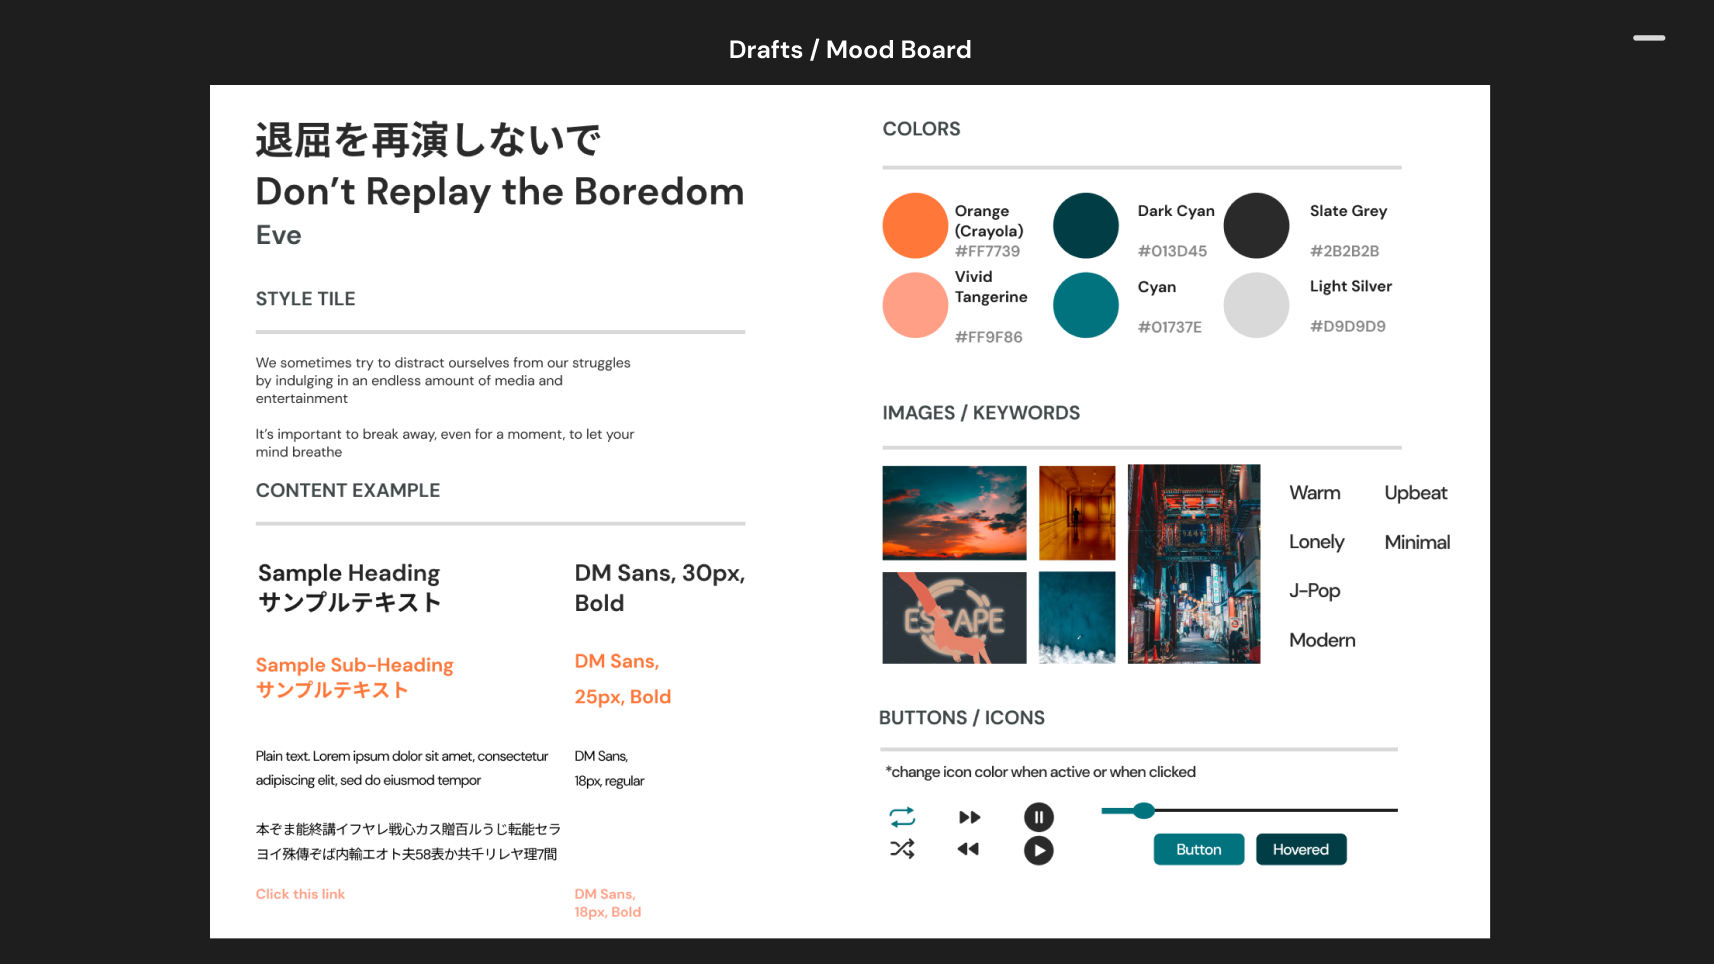 Drafts / Mood Board
退屈を再演しないで
Don’t Replay the Boredom
Eve
STYLE TILE
We sometimes try to distract ourselves from our struggles
by indulging in an endless amount of media and
entertainment
It’s important to break away, even for a moment, to let your
mind breathe
CONTENT EXAMPLE
Sample Heading
サンプルテキスト
DM Sans, 30px,
Bold
Sample Sub-Heading
サンプルテキスト
DM Sans,
25px, Bold
Plain text. Lorem ipsum dolor sit amet, consectetur
adipiscing elit, sed do eiusmod tempor
DM Sans,
18px, regular
本ぞま能終講イフヤレ戦心カス贈百ルうじ転能セラ
ヨイ殊傳ぞば内輸エオト夫58表か共千リレヤ理7間
Click this link
DM Sans,
18px, Bold
COLORS
Orange
(Crayola)
#FF7739
Dark Cyan
#013D45
Slate Grey
#2B2B2B
Vivid
Tangerine
#FF9F86
Cyan
#01737E
Light Silver
#D9D9D9
IMAGES / KEYWORDS
ESCAPE
Warm
Upbeat
Lonely
Minimal
J-Pop
Modern
BUTTONS / ICONS
*change icon color when active or when clicked
Button
Hovered